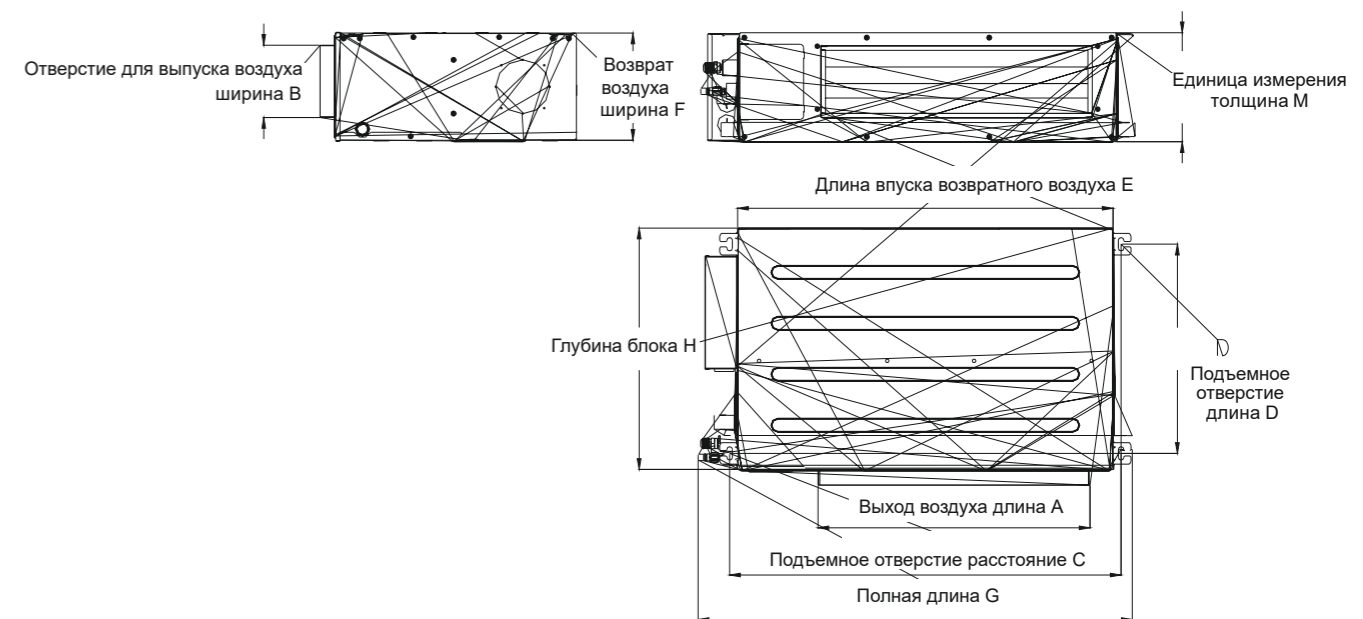 Отверстие для выпуска воздуха
ширина B
Возврат
воздуха
ширина F
Единица измерения
толщина M
Длина впуска возвратного воздуха E
Глубина блока H
Подъемное
отверстие
длина D
Выход воздуха длина A
Подъемное отверстие расстояние C
Полная длина G